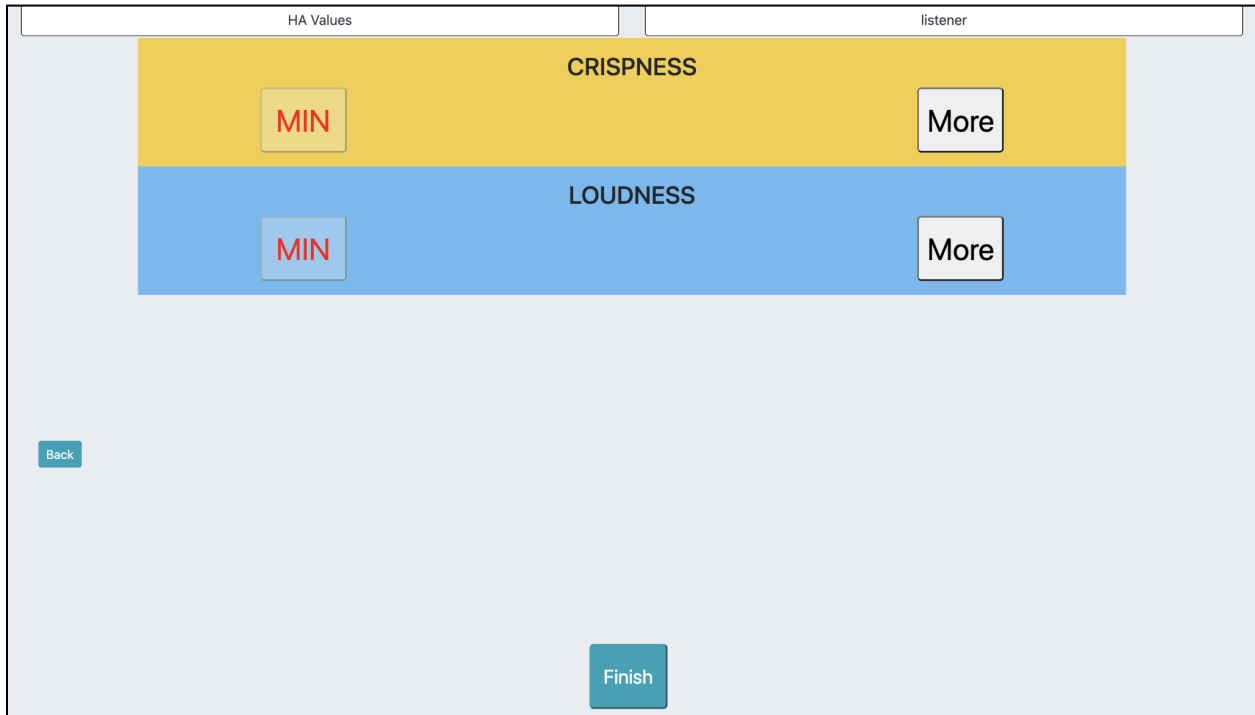 HA Values
listener
CRISPNESS
MIN
More
LOUDNESS
MIN
More
Back
Finish